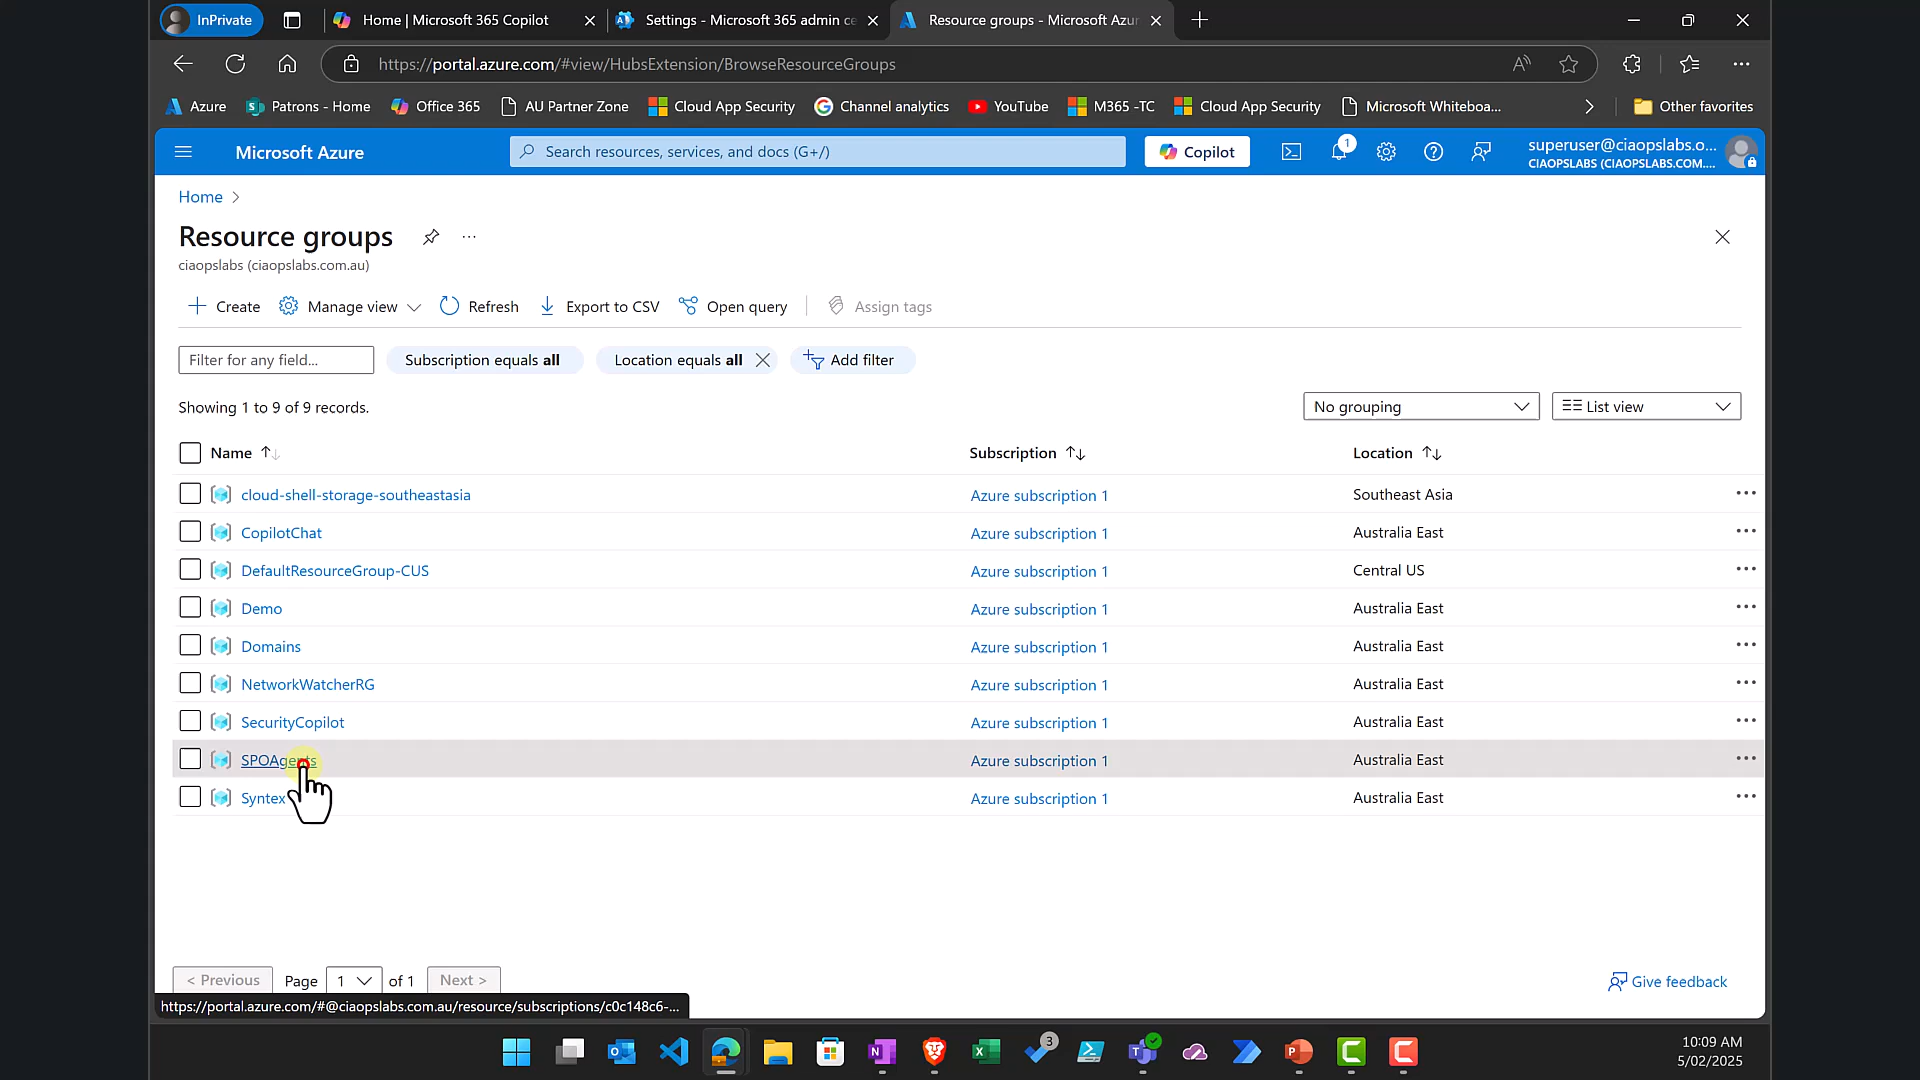 InPrivate
Home | Microsoft 365 Copilot
Settings - Microsoft 365 admin ce
Resource groups - Microsoft Azur
https://portal.azure.com/#view/HubsExtension/BrowseResourceGroups
Azure
Patrons - Home
Office 365
AU Partner Zone
Cloud App Security
Channel analytics
YouTube
M365 -TC
Cloud App Security
Microsoft Whiteboa...
Other favorites
Microsoft Azure
Search resources, services, and docs (G+/)
Copilot
1
superuser@ciaopslabs.o...
CIAOPSLABS (CIAOPSLABS.COM....
Home
Resource groups
ciaopslabs (ciaopslabs.com.au)
Create
Manage view
Refresh
Export to CSV
Open query
Assign tags
Filter for any field...
Subscription equals all
Location equals all
Add filter
Showing 1 to 9 of 9 records.
No grouping
List view
Name Subscription Location
cloud-shell-storage-southeastasia Azure subscription 1 Southeast Asia
CopilotChat Azure subscription 1 Australia East
DefaultResourceGroup-CUS Azure subscription 1 Central US
Demo Azure subscription 1 Australia East
Domains Azure subscription 1 Australia East
NetworkWatcherRG Azure subscription 1 Australia East
SecurityCopilot Azure subscription 1 Australia East
SPOAgents Azure subscription 1 Australia East
Syntex Azure subscription 1 Australia East
< Previous Page 1 of 1 Next >
Give feedback
https://portal.azure.com/#@ciaopslabs.com.au/resource/subscriptions/c0c148c6-...
3
10:09 AM
5/02/2025